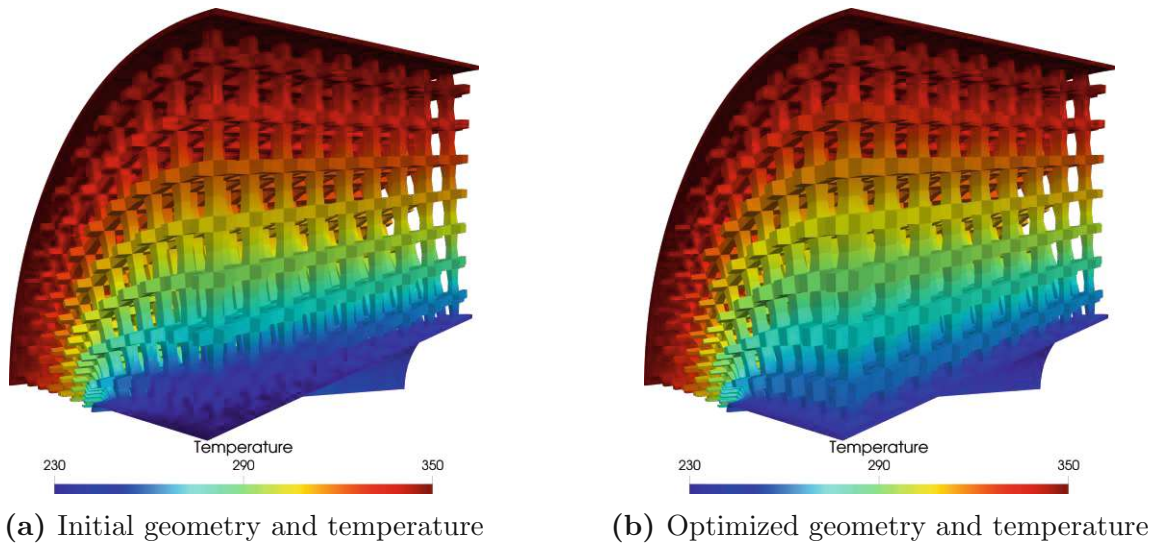 Temperature
230 290 350
(a) Initial geometry and temperature
Temperature
230 290 350
(b) Optimized geometry and temperature